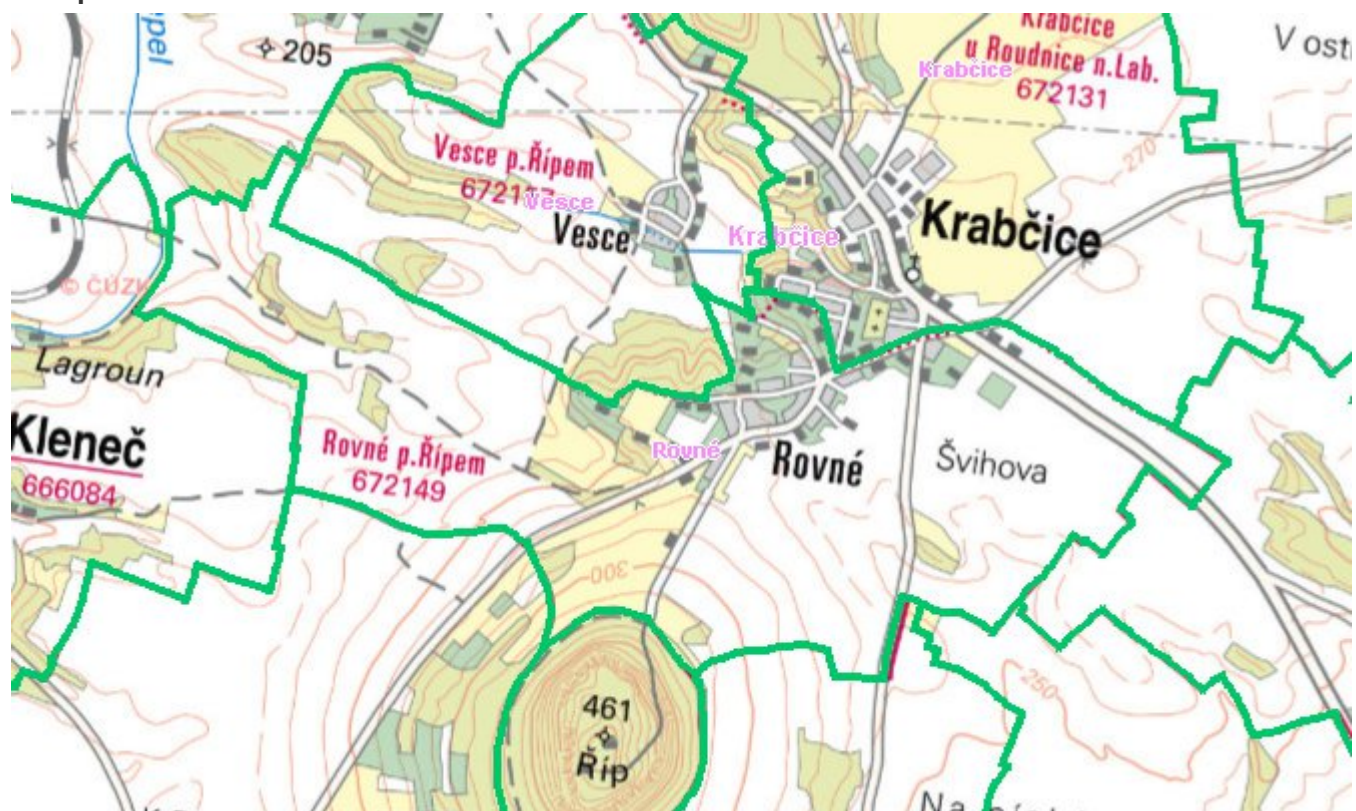 205
Krabčice
u Roudnice n.Lab.
672131
Krabčice
V ost
270
Vesce p.Řípem
Vesce
Vesce
Krabčice
Krabčice
© ČÚZK
Lagroun
Kleneč
666084
Rovné p.Řípem
672149
Rovné
Rovné
Švihova
300
250
461
Říp